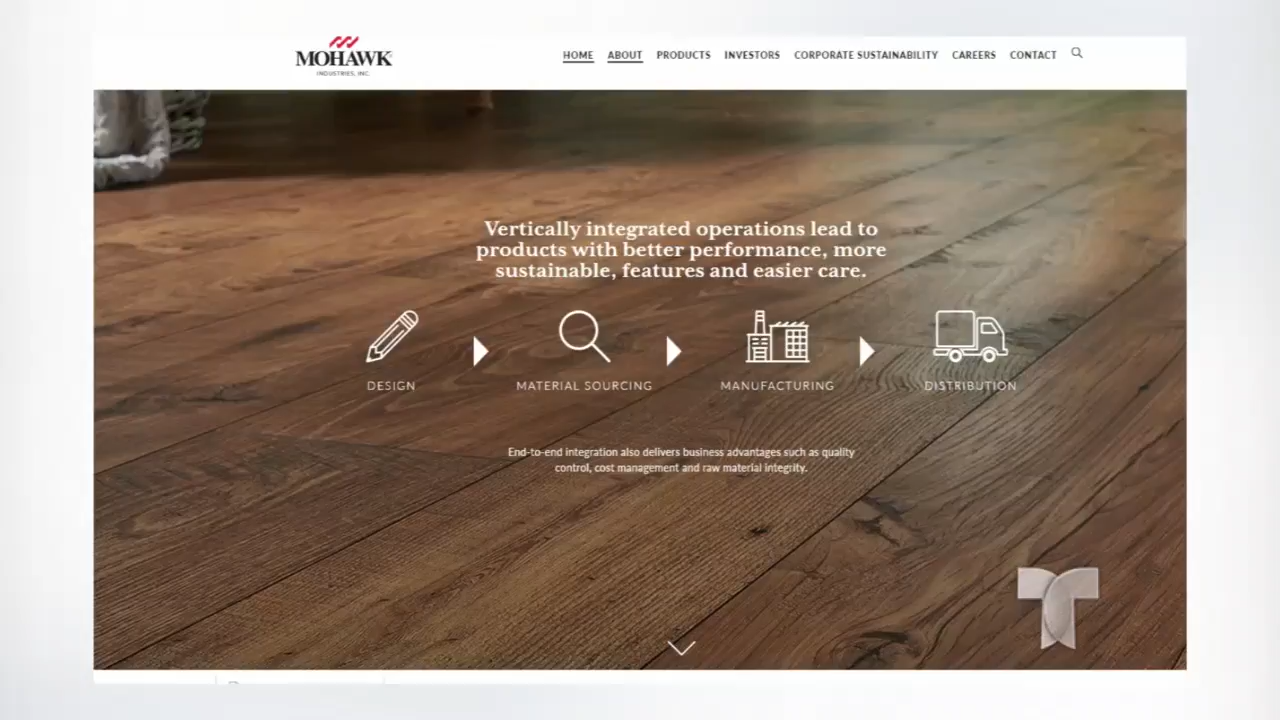 MOHAWK
INDUSTRIES, INC.
HOME ABOUT PRODUCTS INVESTORS CORPORATE SUSTAINABILITY CAREERS CONTACT
Vertically integrated operations lead to
products with better performance, more
sustainable, features and easier care.
DESIGN MATERIAL SOURCING MANUFACTURING DISTRIBUTION
End-to-end integration also delivers business advantages such as quality
control, cost management and raw material integrity.